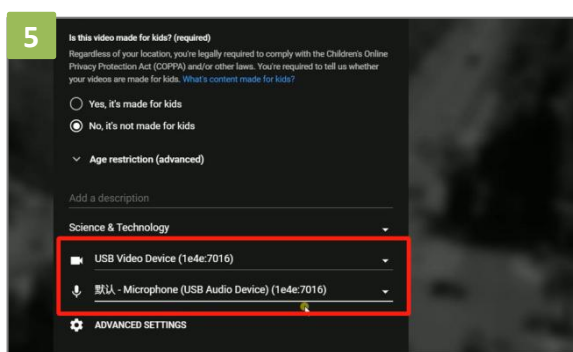 5
Is this video made for kids? (required)
Regardless of your location, you're legally required to comply with the Children's Online
Privacy Protection Act (COPPA) and/or other laws. You're required to tell us whether
your videos are made for kids. What's content made for kids?
Yes, it's made for kids
No, it's not made for kids
Age restriction (advanced)
Add a description
Science & Technology
USB Video Device (1e4e:7016)
默认 - Microphone (USB Audio Device) (1e4e:7016)
ADVANCED SETTINGS